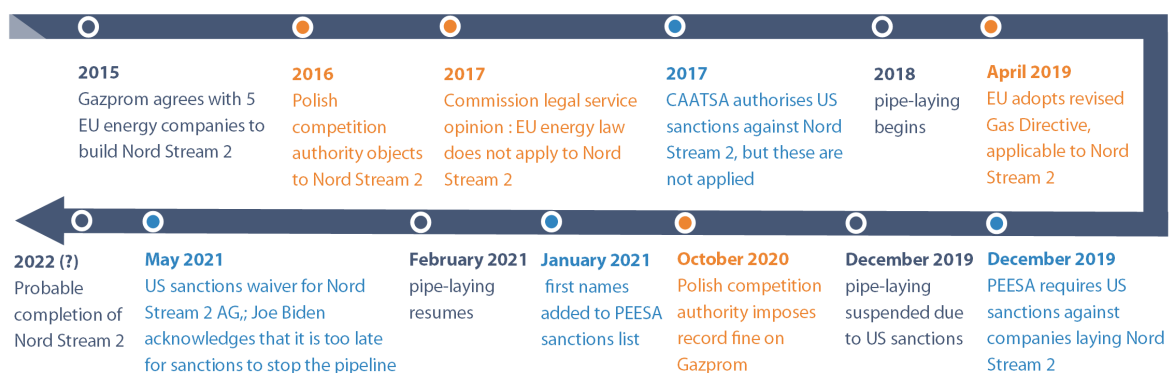 2015
Gazprom agrees with 5
EU energy companies to
build Nord Stream 2
2016
Polish
competition
authority objects
to Nord Stream 2
2017
Commission legal service
opinion : EU energy law
does not apply to Nord
Stream 2
2017
CAATSA authorises US
sanctions against Nord
Stream 2, but these are
not applied
2018
pipe-laying
begins
April 2019
EU adopts revised
Gas Directive,
applicable to Nord
Stream 2
December 2019
PEESA requires US
sanctions against
companies laying Nord
Stream 2
December 2019
pipe-laying
suspended due
to US sanctions
October 2020
Polish competition
authority imposes
record fine on
Gazprom
January 2021
first names
added to PEESA
sanctions list
February 2021
pipe-laying
resumes
May 2021
US sanctions waiver for Nord
Stream 2 AG,; Joe Biden
acknowledges that it is too late
for sanctions to stop the pipeline
2022 (?)
Probable
completion of
Nord Stream 2